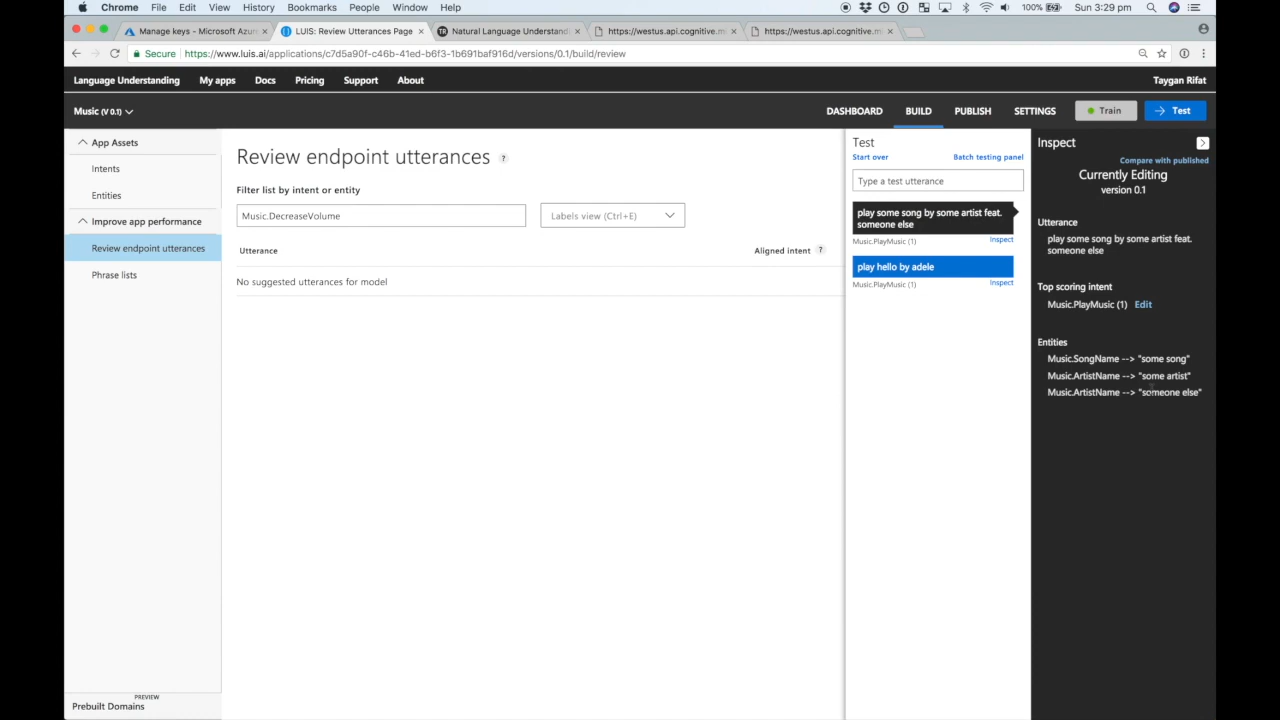 Chrome File Edit View History Bookmarks People Window Help 100% Sun 3:29 pm
Manage keys - Microsoft Azur × LUIS: Review Utterances Page × Natural Language Understandi × https://westus.api.cognitive.mi × https://westus.api.cognitive.mi × Taygan
Secure https://www.luis.ai/applications/c7d5a90f-c46b-41ed-b6f3-1b691baf916d/versions/0.1/build/review
Language Understanding My apps Docs Pricing Support About Taygan Rifat
Music (V 0.1) DASHBOARD BUILD PUBLISH SETTINGS Train Test
App Assets
Intents
Entities
Improve app performance
Review endpoint utterances
Phrase lists
PREVIEW
Prebuilt Domains
Review endpoint utterances ?
Filter list by intent or entity
Music.DecreaseVolume Labels view (Ctrl+E)
Utterance Aligned intent ?
No suggested utterances for model
Test
Start over Batch testing panel
Type a test utterance
play some song by some artist feat.
someone else
Music.PlayMusic (1) Inspect
play hello by adele
Music.PlayMusic (1) Inspect
Inspect
Compare with published
Currently Editing
version 0.1
Utterance
play some song by some artist feat.
someone else
Top scoring intent
Music.PlayMusic (1) Edit
Entities
Music.SongName --> "some song"
Music.ArtistName --> "some artist"
Music.ArtistName --> "someone else"